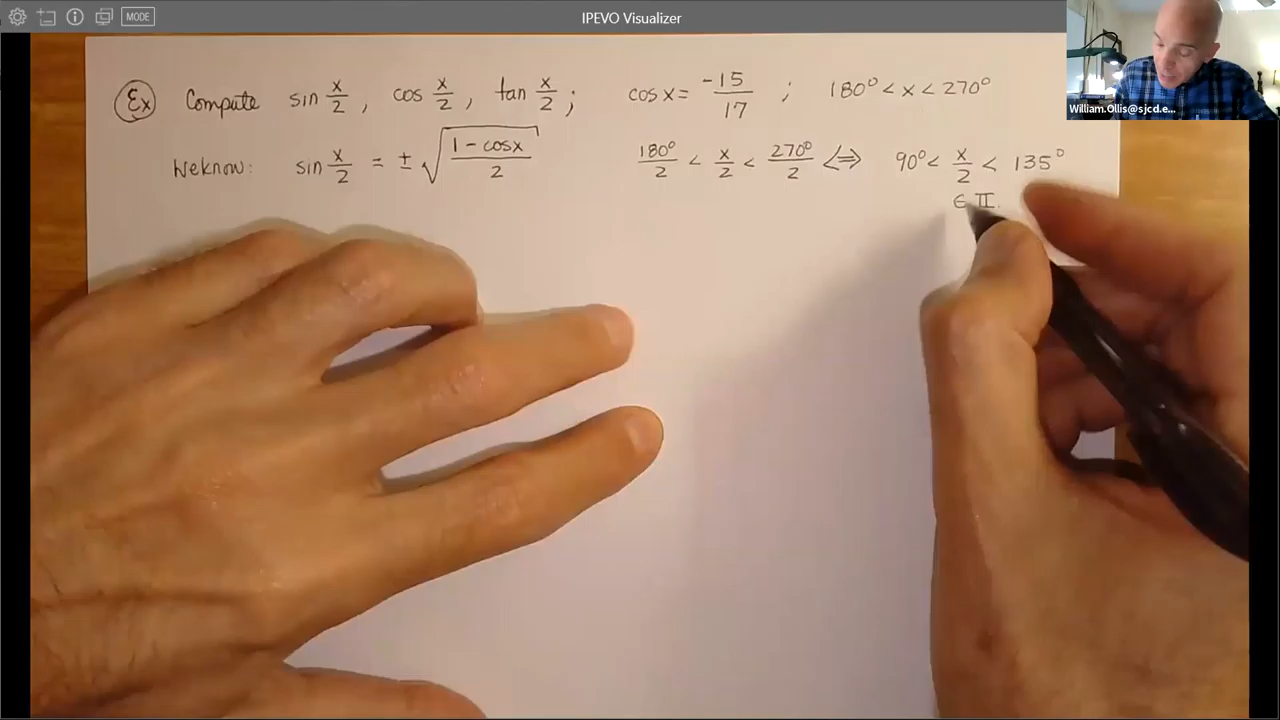 MODE
IPEVO Visualizer
William.Ollis@sjcd.e...
Ex Compute sin x/2, cos x/2, tan x/2; cos x = -15/17 ; 180° < x < 270°
We know: sin x/2 = ± √((1 - cos x)/2) 180°/2 < x/2 < 270°/2 ⇔ 90° < x/2 < 135°
∈ II